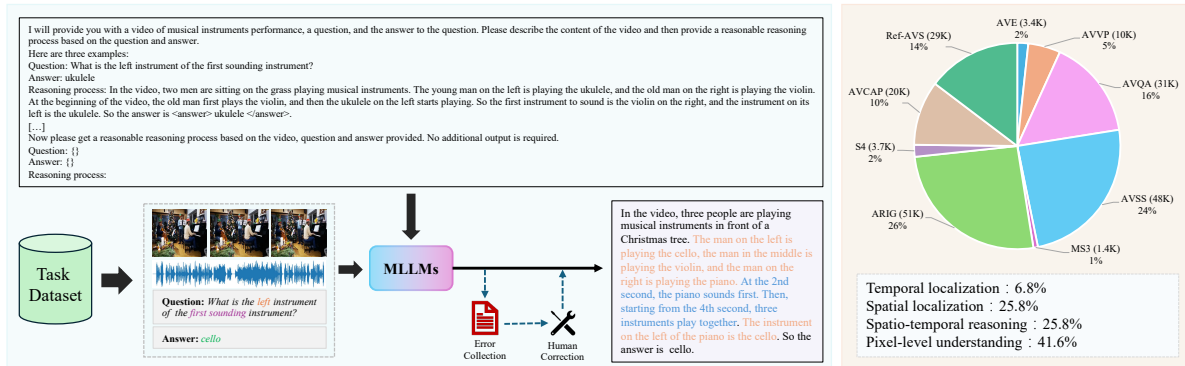 I will provide you with a video of musical instruments performance, a question, and the answer to the question. Please describe the content of the video and then provide a reasonable reasoning
process based on the question and answer.
Here are three examples:
Question: What is the left instrument of the first sounding instrument?
Answer: ukulele
Reasoning process: In the video, two men are sitting on the grass playing musical instruments. The young man on the left is playing the ukulele, and the old man on the right is playing the violin.
At the beginning of the video, the old man first plays the violin, and then the ukulele on the left starts playing. So the first instrument to sound is the violin on the right, and the instrument on its
left is the ukulele. So the answer is <answer> ukulele </answer>.
[…]
Now please get a reasonable reasoning process based on the video, question and answer provided. No additional output is required.
Question: {}
Answer: {}
Reasoning process:
Task
Dataset
Question: What is the left instrument
of the first sounding instrument?
Answer: cello
MLLMs
Error
Collection
Human
Correction
In the video, three people are playing
musical instruments in front of a
Christmas tree. The man on the left is
playing the cello, the man in the middle is
playing the violin, and the man on the
right is playing the piano. At the 2nd
second, the piano sounds first. Then,
starting from the 4th second, three
instruments play together. The instrument
on the left of the piano is the cello. So the
answer is cello.
AVE (3.4K)
2%
AVVP (10K)
5%
AVQA (31K)
16%
AVSS (48K)
24%
MS3 (1.4K)
1%
ARIG (51K)
26%
S4 (3.7K)
2%
AVCAP (20K)
10%
Ref-AVS (29K)
14%
Temporal localization：6.8%
Spatial localization：25.8%
Spatio-temporal reasoning：25.8%
Pixel-level understanding：41.6%